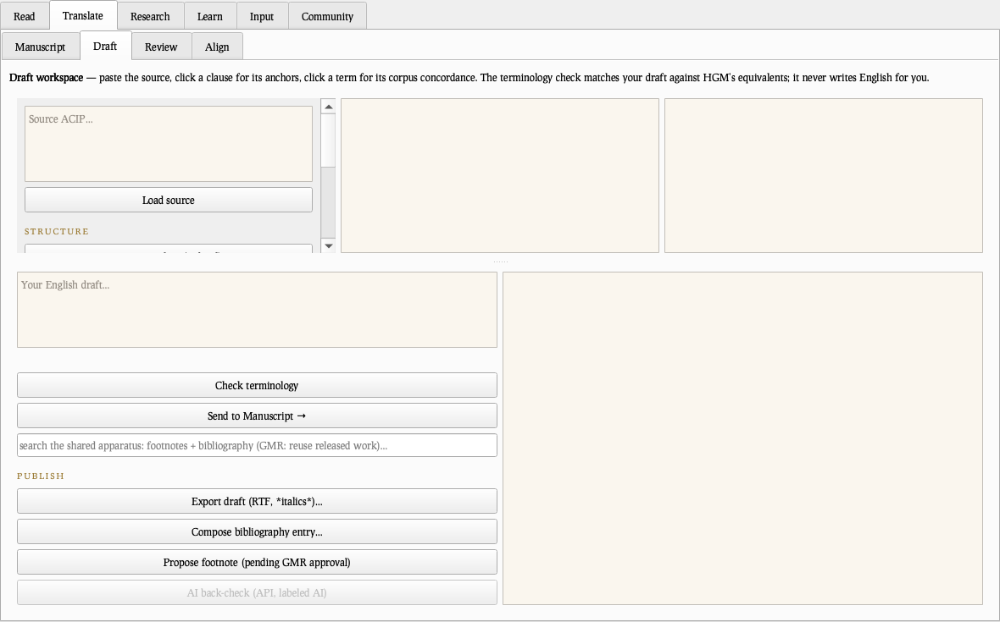 Read
Translate
Research
Learn
Input
Community
Manuscript
Draft
Review
Align
Draft workspace — paste the source, click a clause for its anchors, click a term for its corpus concordance. The terminology check matches your draft against HGM's equivalents; it never writes English for you.
Source ACIP...
Load source
STRUCTURE
Your English draft...
Check terminology
Send to Manuscript →
search the shared apparatus: footnotes + bibliography (GMR: reuse released work)...
PUBLISH
Export draft (RTF, *italics*)...
Compose bibliography entry...
Propose footnote (pending GMR approval)
AI back-check (API, labeled AI)